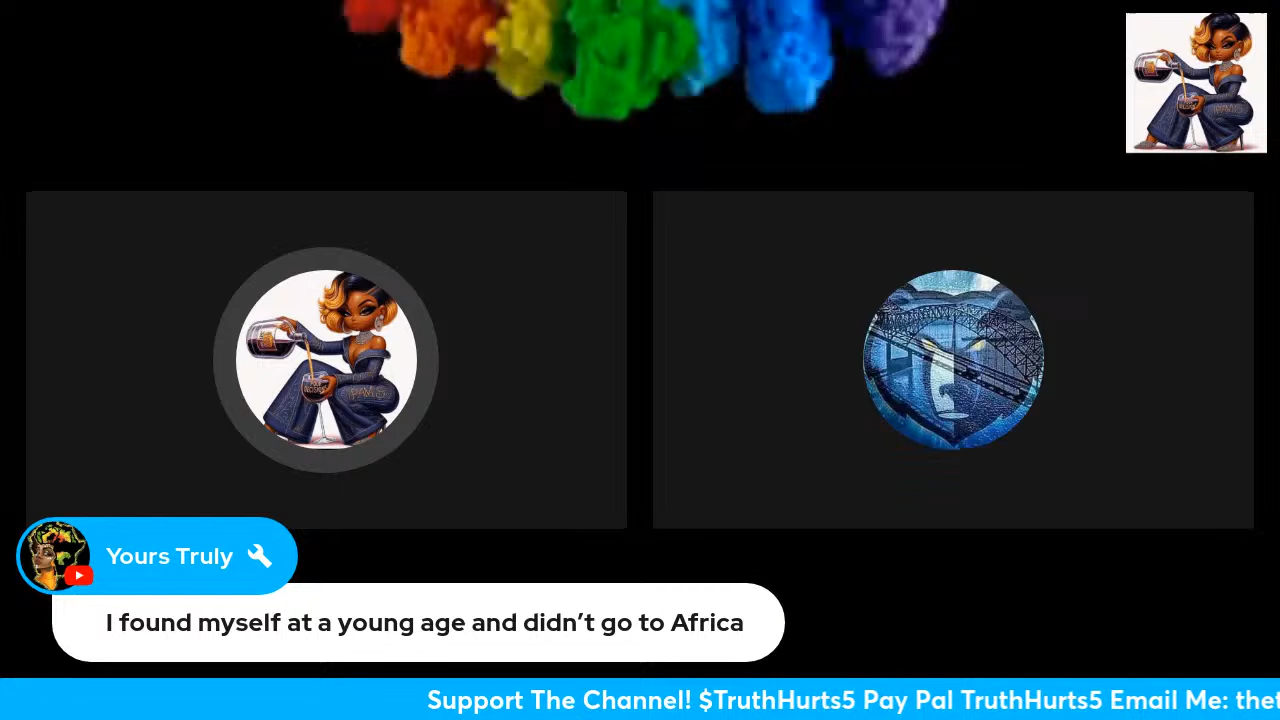 Yours Truly
I found myself at a young age and didn’t go to Africa
Support The Channel! $TruthHurts5 Pay Pal TruthHurts5 Email Me: thet